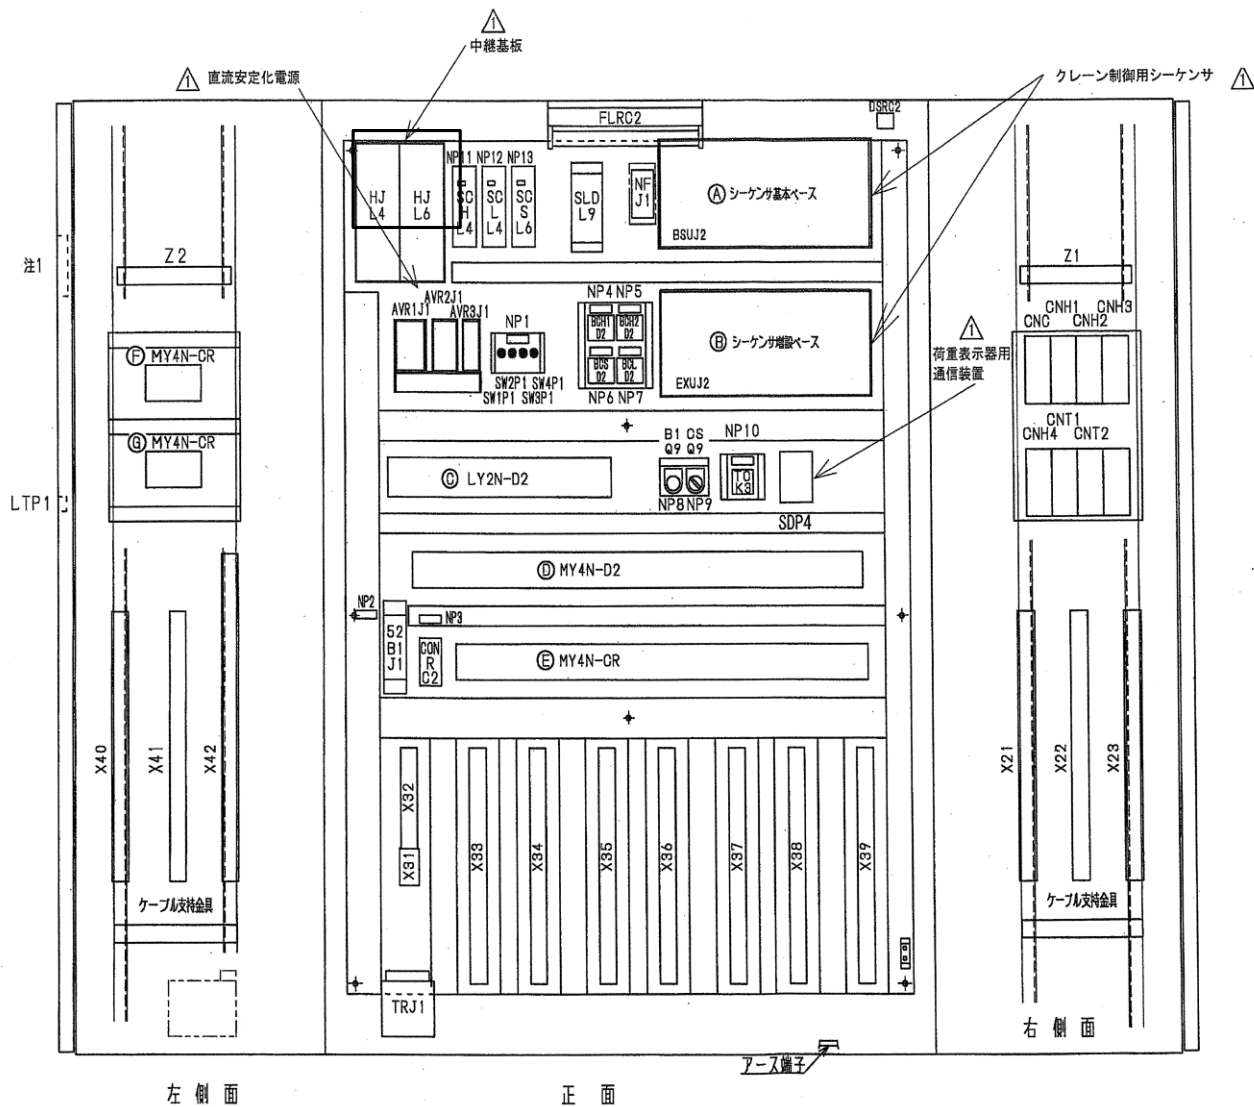 1
中継基板
1
直流安定化電源
クレーン制御用シーケンサ
1
FLRC2
DSRC2
NP11 NP12 NP13
HJ
L4
HJ
L6
SC
H
L4
SC
L
L4
SC
S
L6
SLD
L9
NF
J1
A シーケンサ基本ベース
BSUJ2
注1
Z2
Z1
AVR1J1
AVR2J1
AVR3J1
NP1
SW2P1 SW4P1
SW1P1 SW3P1
NP4 NP5
BCH1
D2
BCH2
D2
BCS
D2
BCL
D2
NP6 NP7
B シーケンサ増設ベース
EXUJ2
1
荷重表示器用
通信装置
CNC
CNH1
CNH2
CNH3
CNH4
CNT1
CNT2
F MY4N-CR
G MY4N-CR
LTP1
C LY2N-D2
B1 CS
Q9 Q9
NP8 NP9
NP10
TC
K3
SDP4
D MY4N-D2
NP2
NP3
52
B1
J1
CON
R
C2
E MY4N-CR
X40
X41
X42
X32
X31
X33
X34
X35
X36
X37
X38
X39
X21
X22
X23
ケーブル支持金具
ケーブル支持金具
TRJ1
アース端子
左側面
正面
右側面